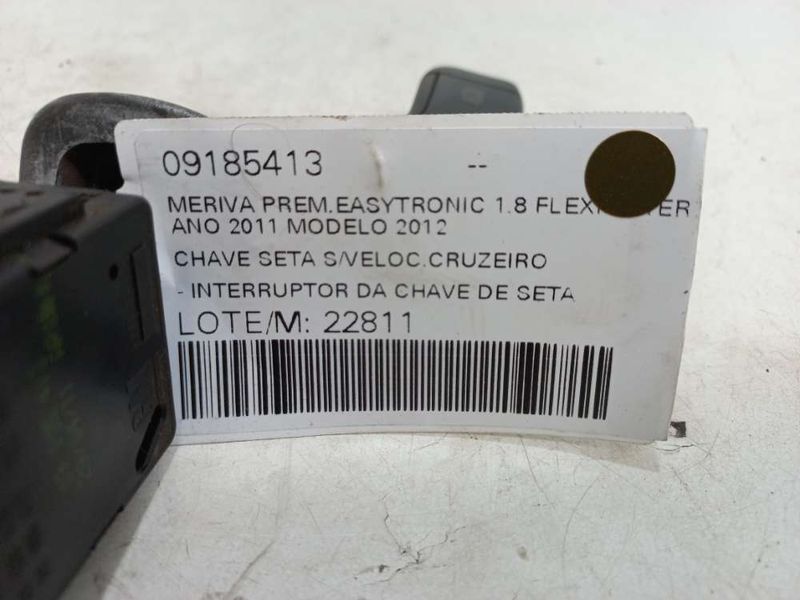 09185413 --
MERIVA PREM.EASYTRONIC 1.8
ANO 2011 MODELO 2012
CHAVE SETA S/VELOC.CRUZEIRO
- INTERRUPTOR DA CHAVE DE SETA
LOTE/M: 22811